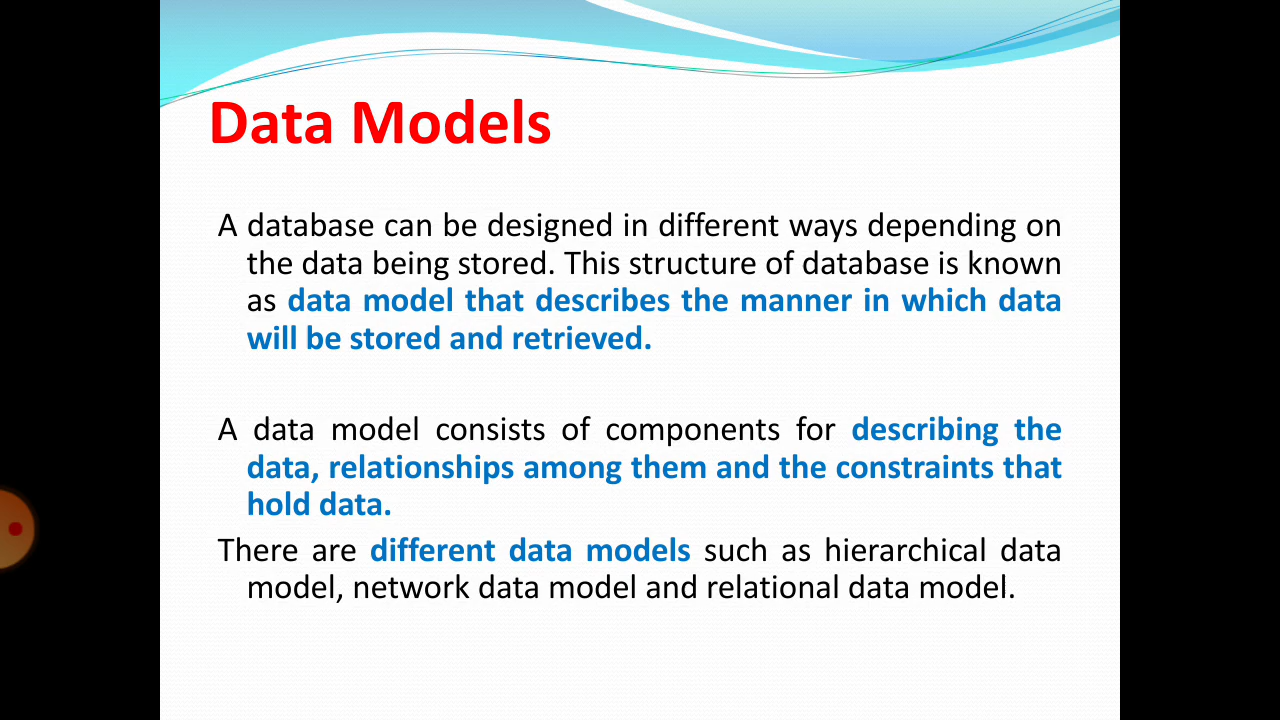 Data Models
A database can be designed in different ways depending on
the data being stored. This structure of database is known
as data model that describes the manner in which data
will be stored and retrieved.
A data model consists of components for describing the
data, relationships among them and the constraints that
hold data.
There are different data models such as hierarchical data
model, network data model and relational data model.